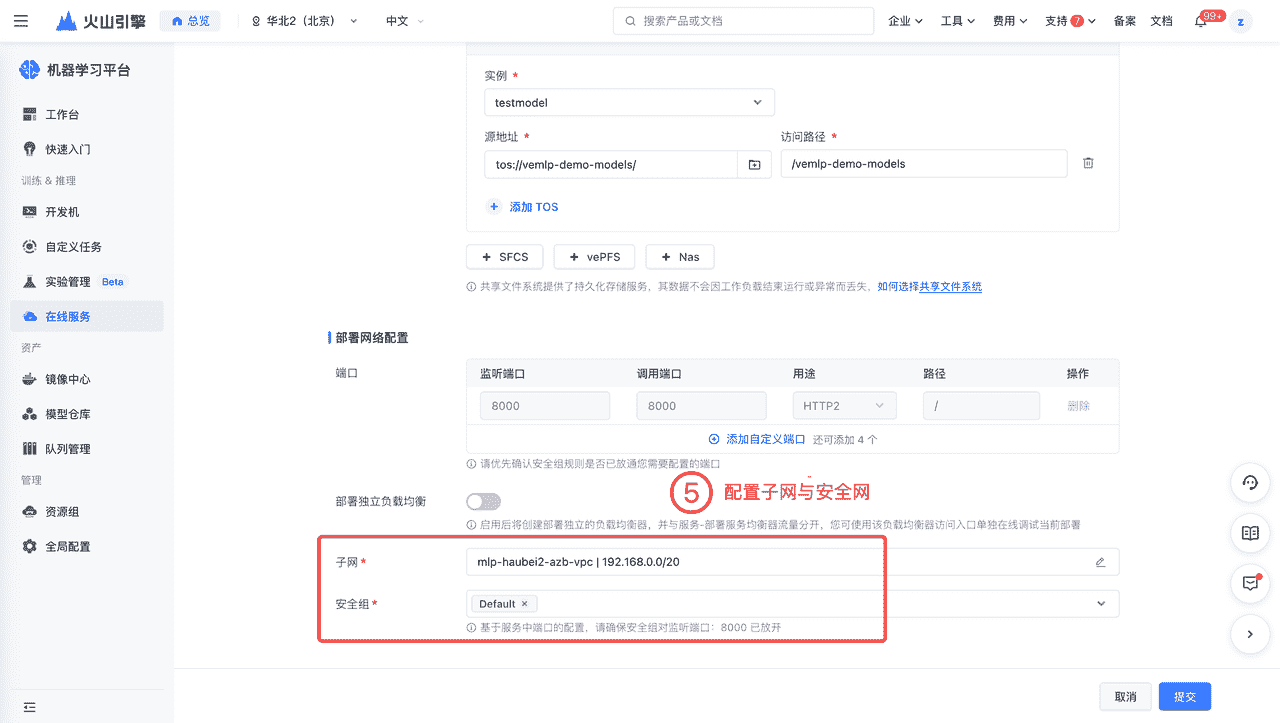 火山引擎 总览 华北2（北京） 中文 搜索产品或文档 企业 工具 费用 支持 7 备案 文档 99+ z
机器学习平台
工作台
快速入门
训练 & 推理
开发机
自定义任务
实验管理 Beta
在线服务
资产
镜像中心
模型仓库
队列管理
管理
资源组
全局配置
实例 *
testmodel
源地址 * 访问路径 *
tos://vemlp-demo-models/ /vemlp-demo-models
+ 添加 TOS
+ SFCS + vePFS + Nas
共享文件系统提供了持久化存储服务，其数据不会因工作负载结束运行或异常而丢失，如何选择共享文件系统
部署网络配置
端口 监听端口 调用端口 用途 路径 操作
8000 8000 HTTP2 / 删除
添加自定义端口 还可添加 4 个
请优先确认安全组规则是否已放通您需要配置的端口
⑤ 配置子网与安全网
部署独立负载均衡
启用后将创建部署独立的负载均衡器，并与服务-部署服务均衡器流量分开，您可使用该负载均衡器访问入口单独在线调试当前部署
子网 * mlp-haubei2-azb-vpc | 192.168.0.0/20
安全组 * Default ×
基于服务中端口的配置，请确保安全组对监听端口：8000 已放开
取消 提交